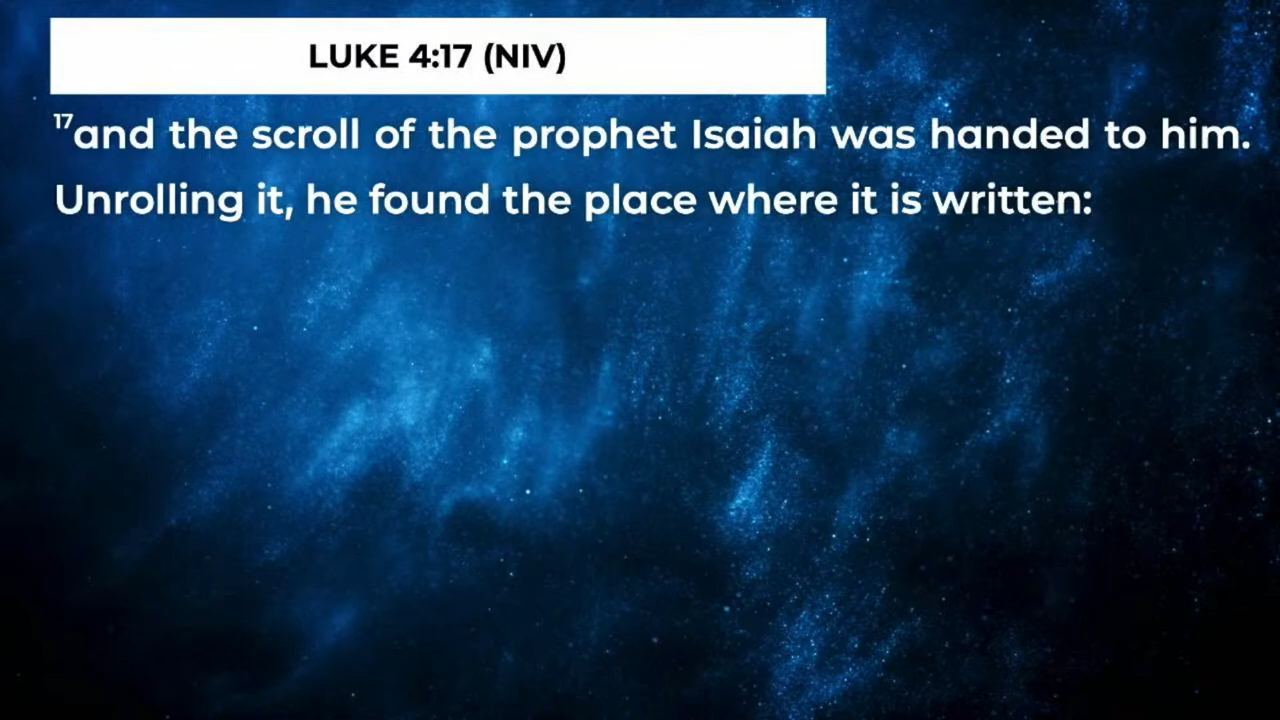 LUKE 4:17 (NIV)
17and the scroll of the prophet Isaiah was handed to him.
Unrolling it, he found the place where it is written: